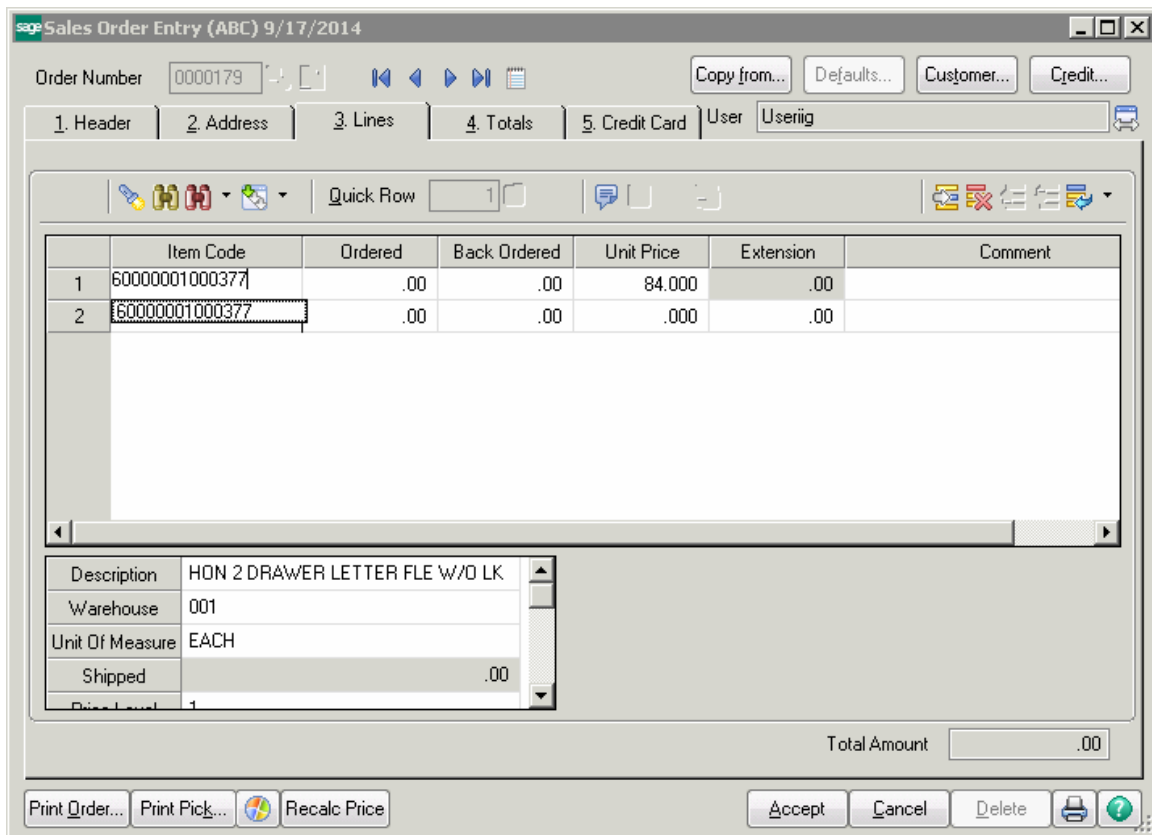 sage Sales Order Entry (ABC) 9/17/2014
Order Number 0000179 Copy from... Defaults... Customer... Credit...
1. Header 2. Address 3. Lines 4. Totals 5. Credit Card User Useriig
Quick Row 1
Item Code Ordered Back Ordered Unit Price Extension Comment
1 60000001000377 .00 .00 84.000 .00
2 60000001000377 .00 .00 .000 .00
Description HON 2 DRAWER LETTER FLE W/O LK
Warehouse 001
Unit Of Measure EACH
Shipped .00
Price Level 1
Total Amount .00
Print Order... Print Pick... Recalc Price Accept Cancel Delete